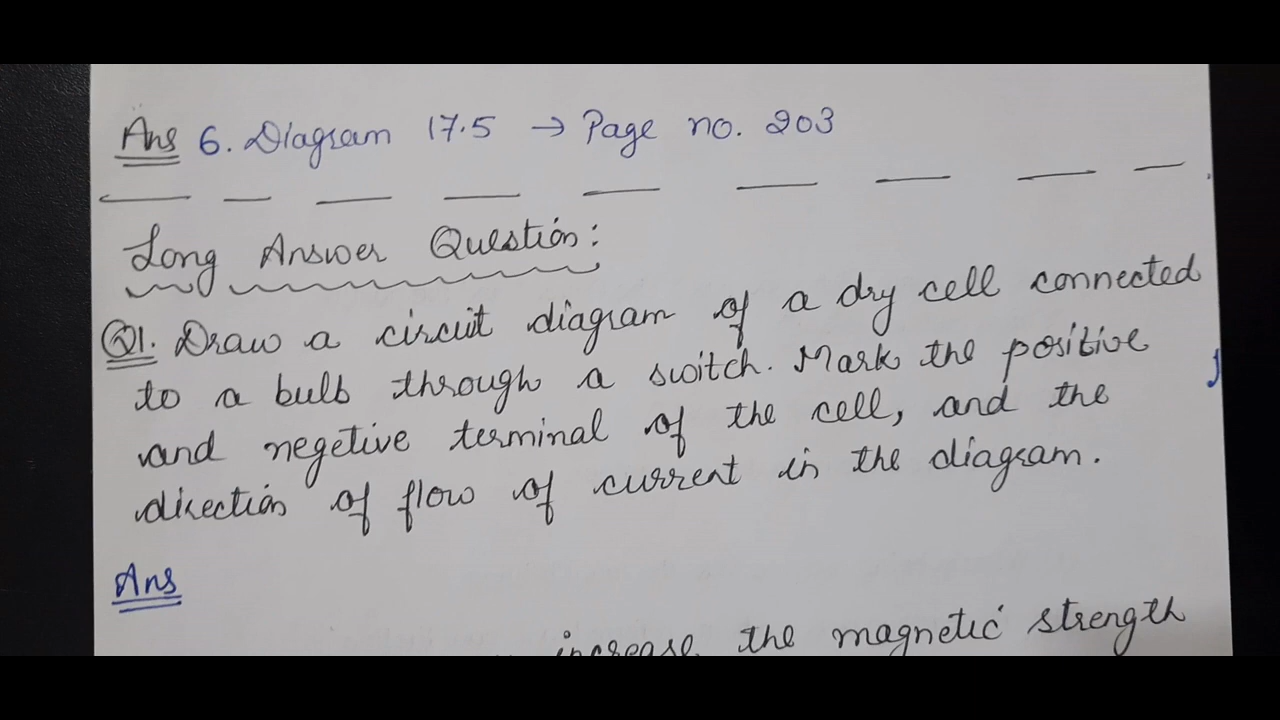 Ans 6. Diagram 17.5 → Page no. 203
Long Answer Question:
Q1. Draw a circuit diagram of a dry cell connected
to a bulb through a switch. Mark the positive
and negetive terminal of the cell, and the
direction of flow of current in the diagram.
Ans
increase the magnetic strength